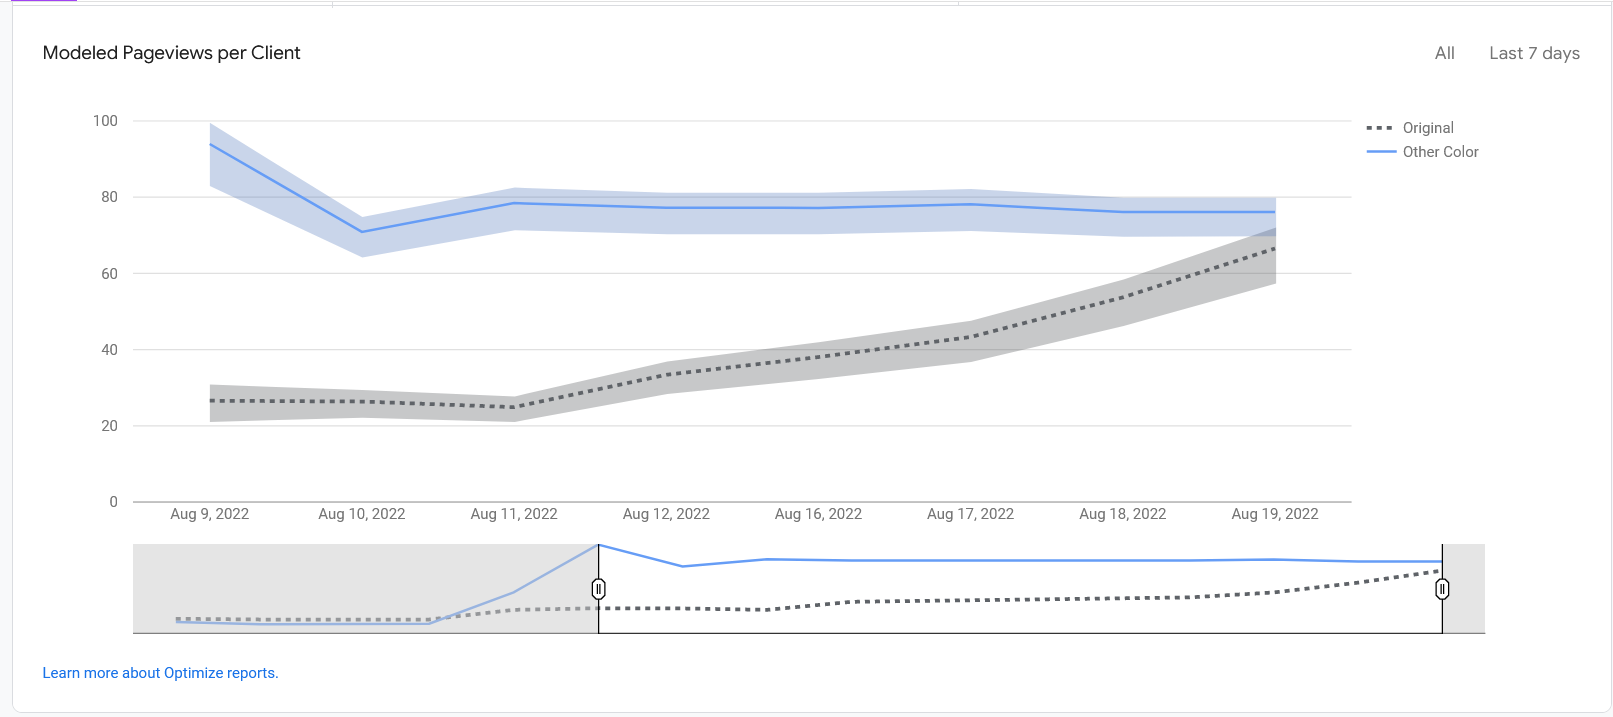 Modeled Pageviews per Client
All Last 7 days
100
80
60
40
20
0
Original
Other Color
Aug 9, 2022 Aug 10, 2022 Aug 11, 2022 Aug 12, 2022 Aug 16, 2022 Aug 17, 2022 Aug 18, 2022 Aug 19, 2022
Learn more about Optimize reports.